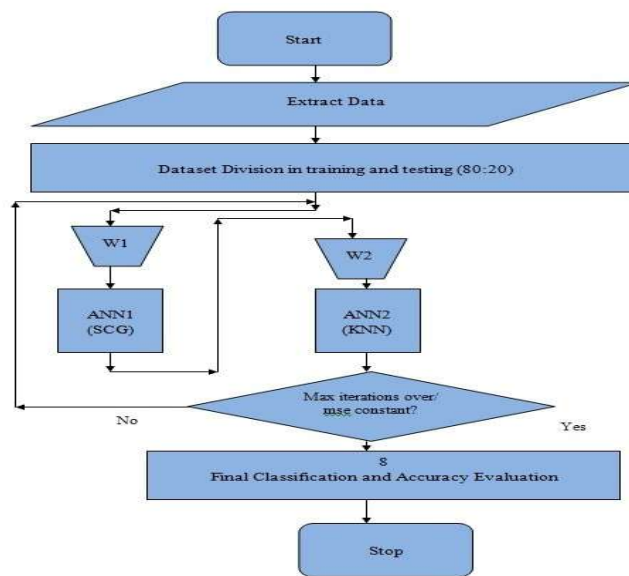 Start
Extract Data
Dataset Division in training and testing (80:20)
W1
W2
ANN1
(SCG)
ANN2
(KNN)
Max iterations over/
mse constant?
No
Yes
8
Final Classification and Accuracy Evaluation
Stop